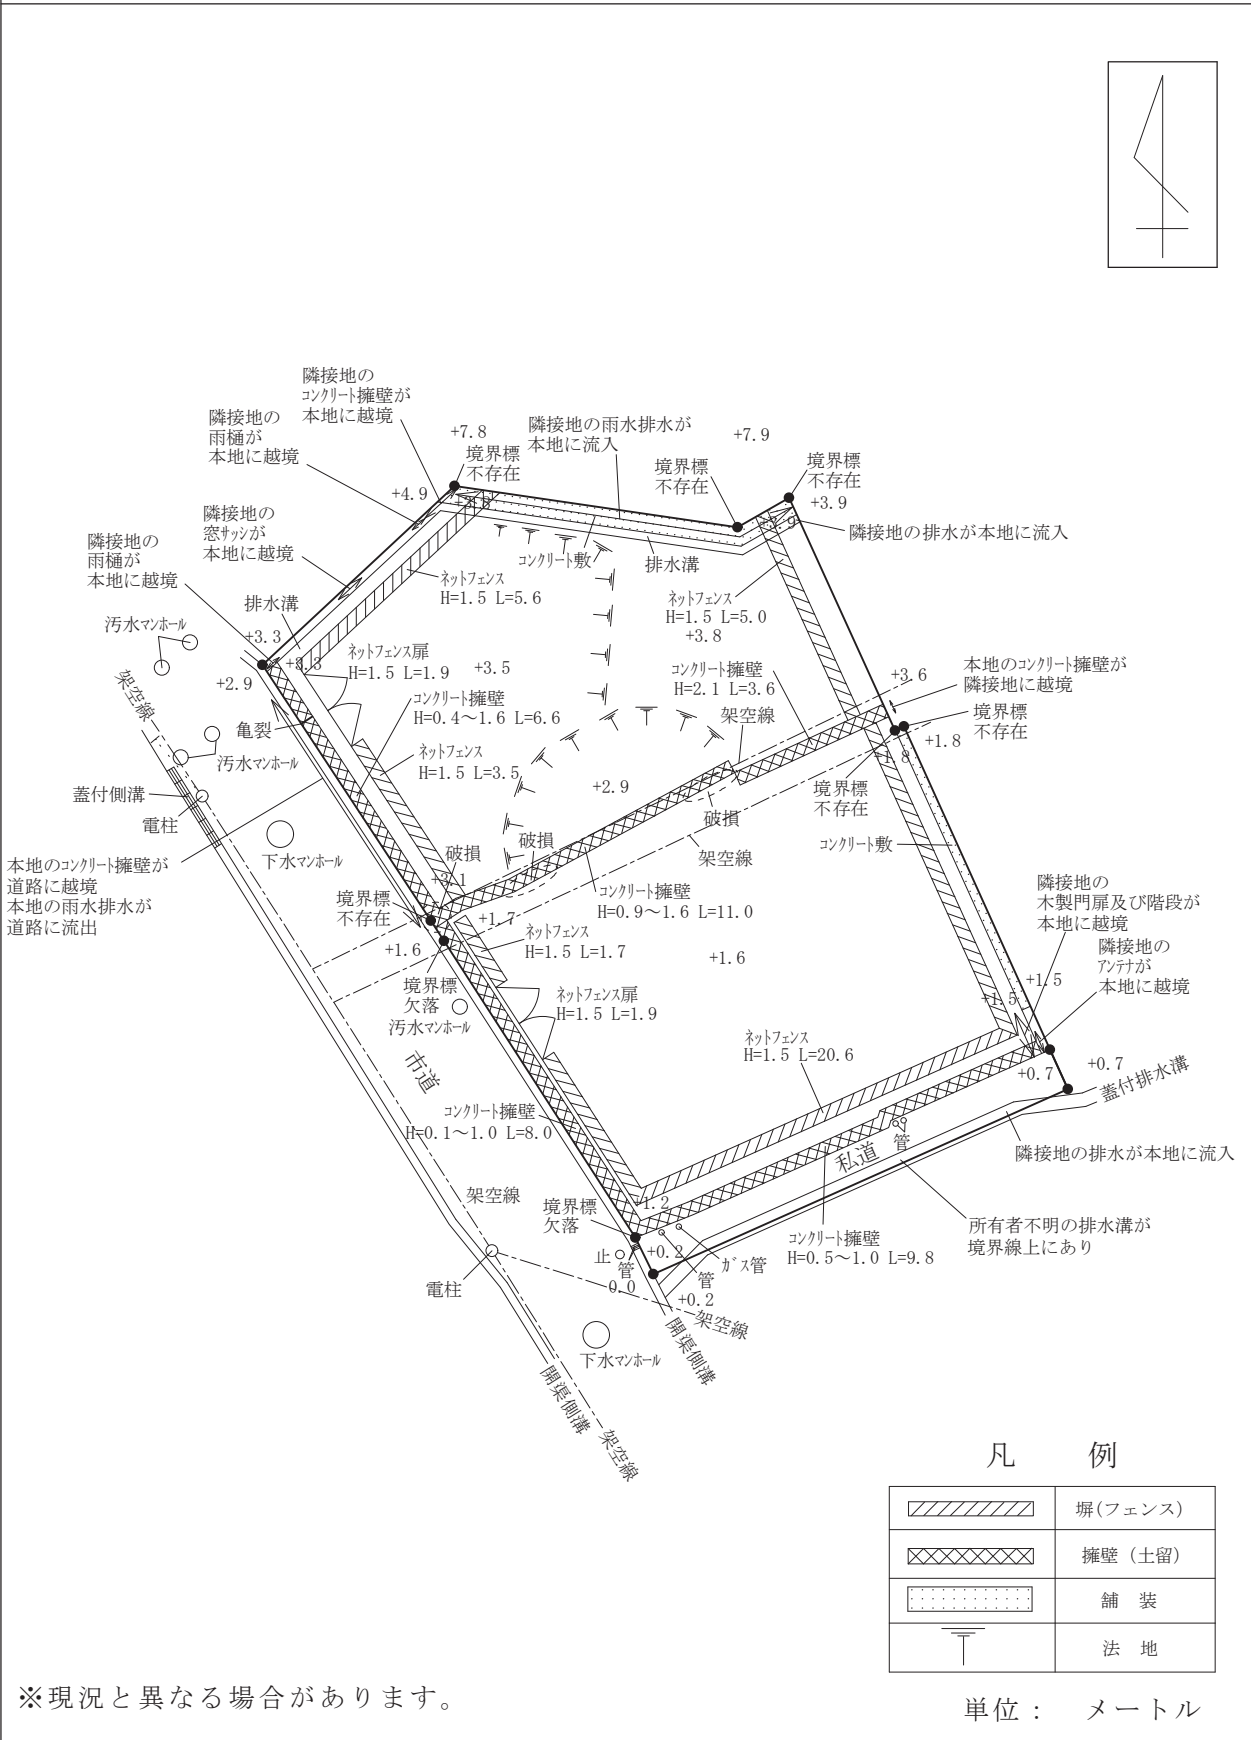 隣接地の
コンクリート擁壁が
本地に越境
隣接地の
雨樋が
本地に越境
+7.8
境界標
不存在
隣接地の雨水排水が
本地に流入
+7.9
境界標
不存在
境界標
不存在
+4.9
+3.8
+3.9
+3.9
隣接地の
窓サッシが
本地に越境
隣接地の排水が本地に流入
隣接地の
雨樋が
本地に越境
コンクリート敷
排水溝
ネットフェンス
H=1.5 L=5.6
ネットフェンス
H=1.5 L=5.0
+3.8
排水溝
汚水マンホール
+3.3
+3.3
+2.9
ネットフェンス扉
H=1.5 L=1.9
+3.5
コンクリート擁壁
H=2.1 L=3.6
+3.6
本地のコンクリート擁壁が
隣接地に越境
架空線
コンクリート擁壁
H=0.4～1.6 L=6.6
架空線
境界標
不存在
亀裂
+1.8
+1.8
汚水マンホール
ネットフェンス
H=1.5 L=3.5
+2.9
境界標
不存在
蓋付側溝
電柱
破損
下水マンホール
破損
破損
架空線
コンクリート敷
本地のコンクリート擁壁が
道路に越境
本地の雨水排水が
道路に流出
+3.1
境界標
不存在
コンクリート擁壁
H=0.9～1.6 L=11.0
隣接地の
木製門扉及び階段が
本地に越境
+1.7
+1.6
ネットフェンス
H=1.5 L=1.7
+1.6
隣接地の
アンテナが
本地に越境
境界標
欠落
+1.5
+1.5
ネットフェンス扉
H=1.5 L=1.9
汚水マンホール
ネットフェンス
H=1.5 L=20.6
市道
+0.7
+0.7
蓋付排水溝
コンクリート擁壁
H=0.1～1.0 L=8.0
管
私道
隣接地の排水が本地に流入
架空線
境界標
欠落
1.2
コンクリート擁壁
H=0.5～1.0 L=9.8
所有者不明の排水溝が
境界線上にあり
止
管
+0.2
ガス管
管
0.0
+0.2
電柱
架空線
開渠側溝
下水マンホール
開渠側溝
架空線
凡 例
塀(フェンス)
擁壁（土留）
舗 装
法 地
※現況と異なる場合があります。
単位： メートル